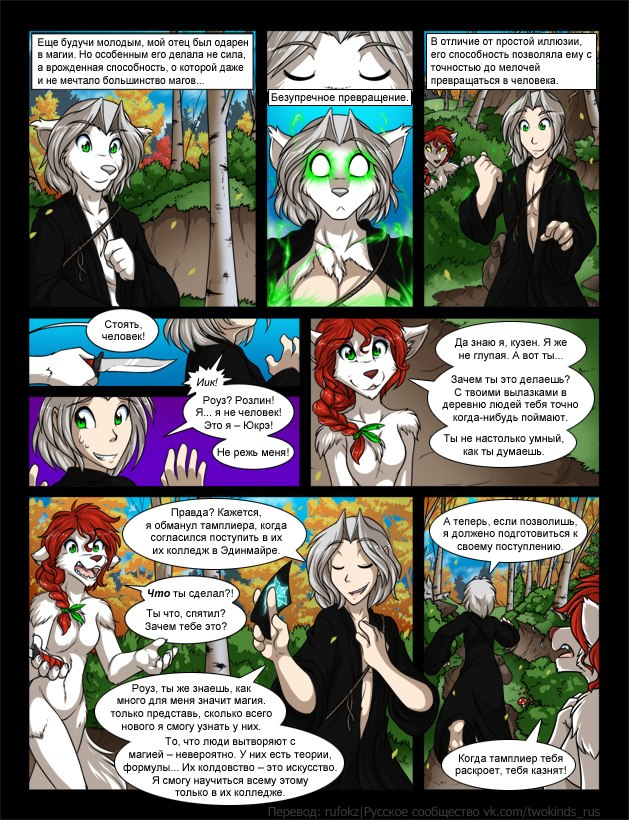 Еще будучи молодым, мой отец был одарен
в магии. Но особенным его делала не сила,
а врожденная способность, о которой даже
и не мечтало большинство магов...
Безупречное превращение.
В отличие от простой иллюзии,
его способность позволяла ему с
точностью до мелочей
превращаться в человека.
Стоять,
человек!
Иик!
Роуз? Розлин!
Я... я не человек!
Это я – Юкрэ!
Не режь меня!
Да знаю я, кузен. Я же
не глупая. А вот ты...
Зачем ты это делаешь?
С твоими вылазками в
деревню людей тебя точно
когда-нибудь поймают.
Ты не настолько умный,
как ты думаешь.
Правда? Кажется,
я обманул тамплиера, когда
согласился поступить в их
их колледж в Эдинмайре.
Что ты сделал?!
Ты что, спятил?
Зачем тебе это?
Роуз, ты же знаешь, как
много для меня значит магия.
только представь, сколько всего
нового я смогу узнать у них.
То, что люди вытворяют с
магией – невероятно. У них есть теории,
формулы... Их колдовство – это искусство.
Я смогу научиться всему этому
только в их колледже.
А теперь, если позволишь,
я должено подготовиться к
своему поступлению.
Когда тамплиер тебя
раскроет, тебя казнят!
Перевод: rufokz|Русское сообщество vk.com/twokinds_rus